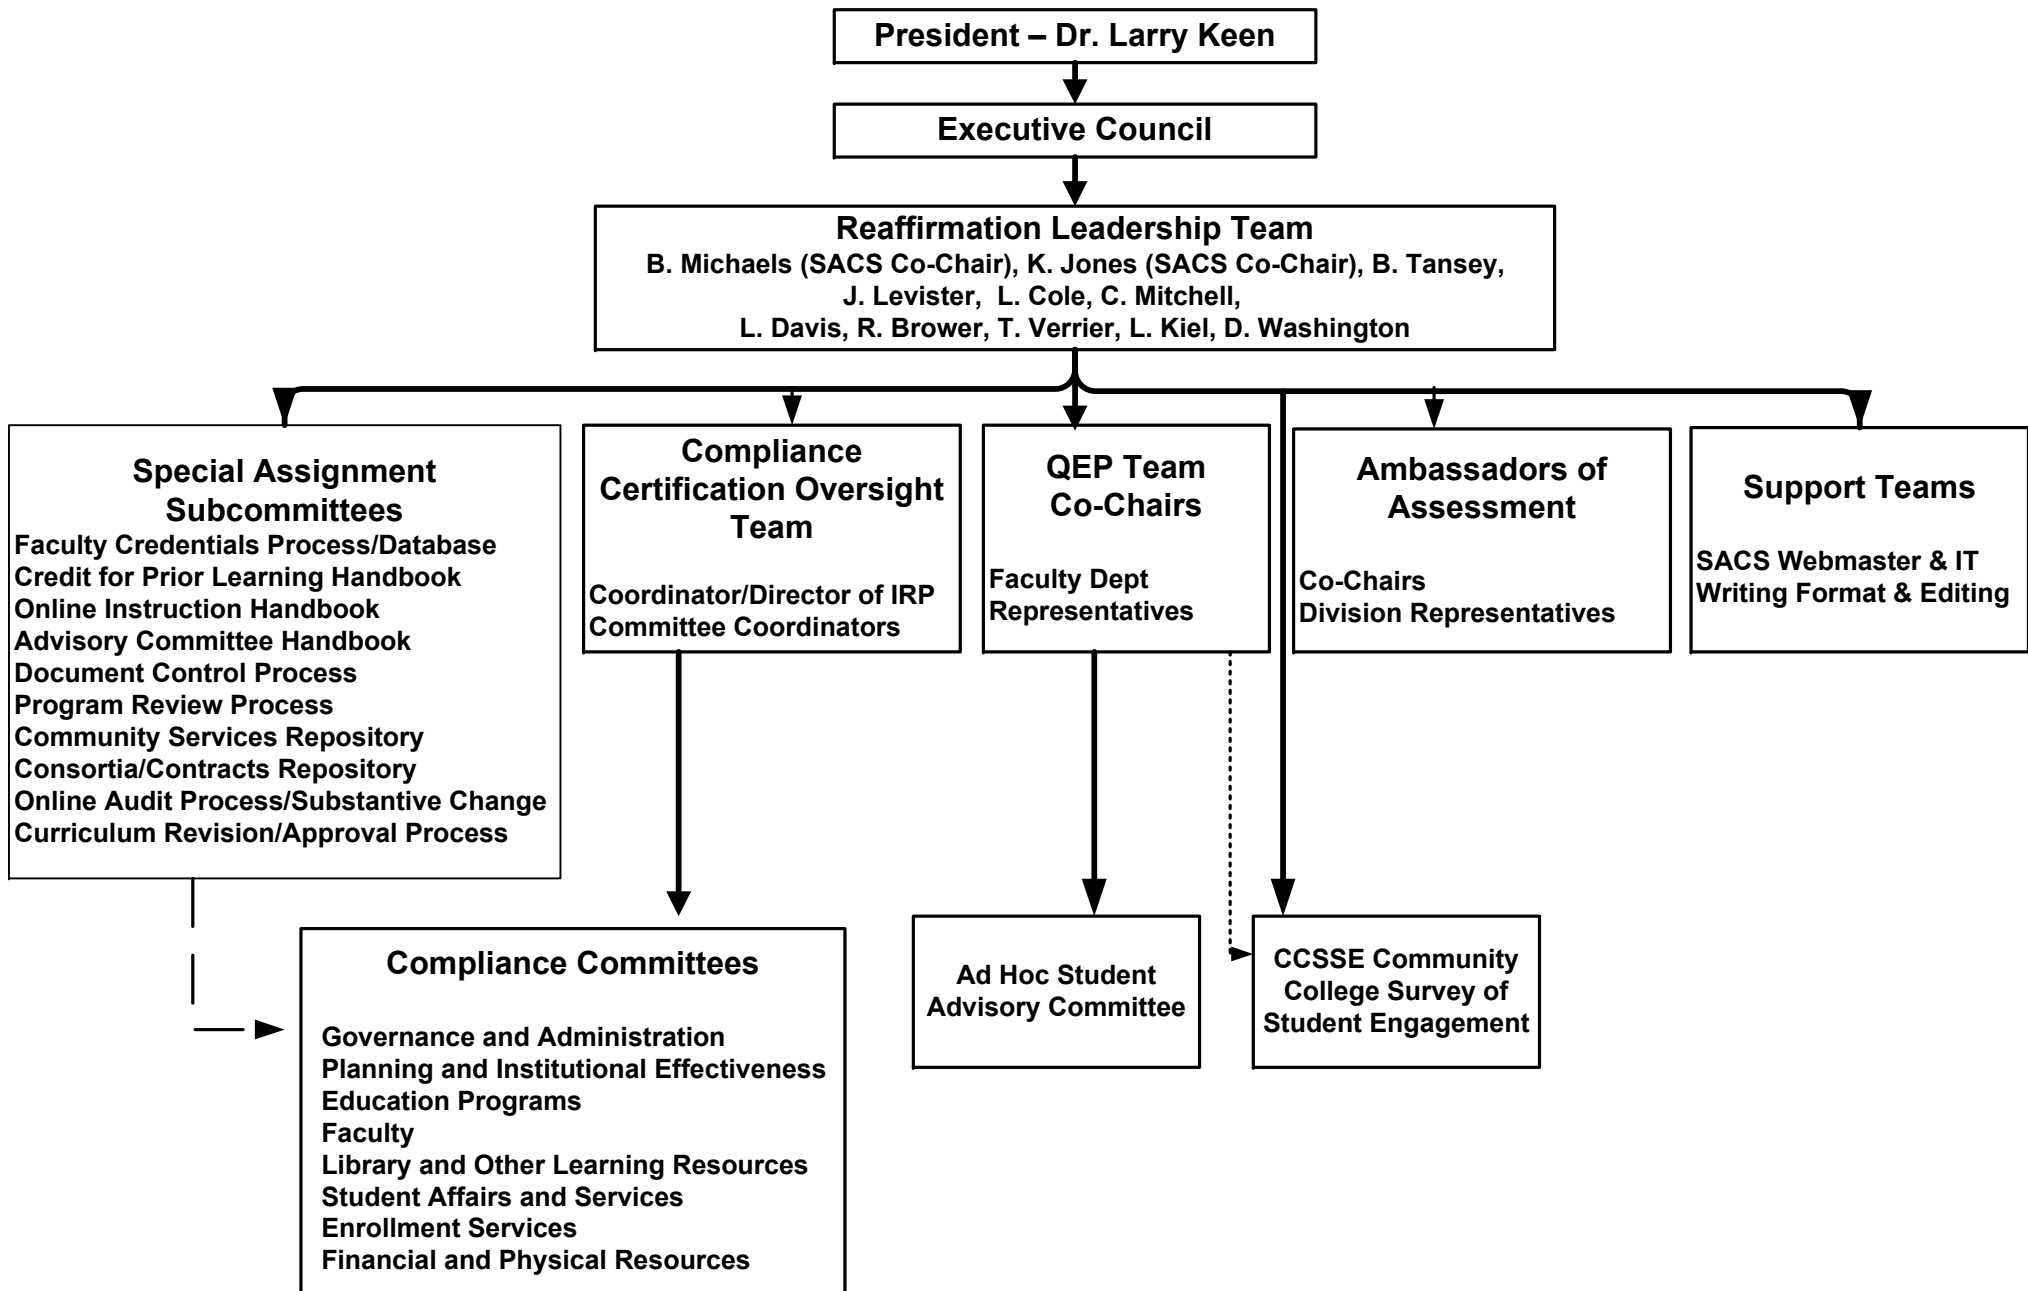 President – Dr. Larry Keen
Executive Council
Reaffirmation Leadership Team
B. Michaels (SACS Co-Chair), K. Jones (SACS Co-Chair), B. Tansey,
J. Levister, L. Cole, C. Mitchell,
L. Davis, R. Brower, T. Verrier, L. Kiel, D. Washington
Special Assignment
Subcommittees
Faculty Credentials Process/Database
Credit for Prior Learning Handbook
Online Instruction Handbook
Advisory Committee Handbook
Document Control Process
Program Review Process
Community Services Repository
Consortia/Contracts Repository
Online Audit Process/Substantive Change
Curriculum Revision/Approval Process
Compliance
Certification Oversight
Team
Coordinator/Director of IRP
Committee Coordinators
QEP Team
Co-Chairs
Faculty Dept
Representatives
Ambassadors of
Assessment
Co-Chairs
Division Representatives
Support Teams
SACS Webmaster & IT
Writing Format & Editing
Compliance Committees
Governance and Administration
Planning and Institutional Effectiveness
Education Programs
Faculty
Library and Other Learning Resources
Student Affairs and Services
Enrollment Services
Financial and Physical Resources
Ad Hoc Student
Advisory Committee
CCSSE Community
College Survey of
Student Engagement